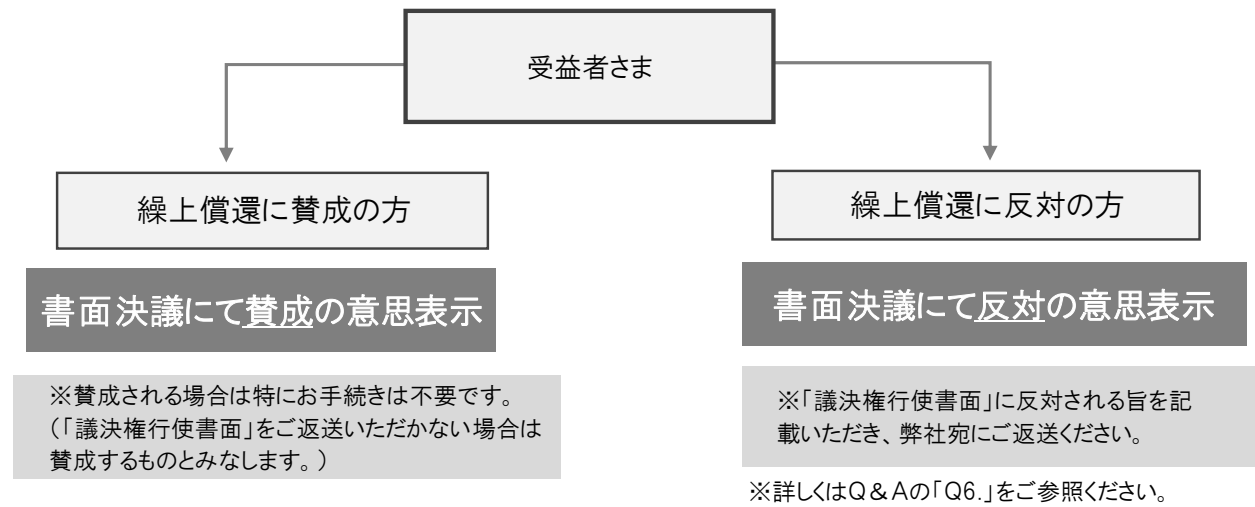 受益者さま
繰上償還に賛成の方
書面決議にて賛成の意思表示
※賛成される場合は特にお手続きは不要です。
（「議決権行使書面」をご返送いただかない場合は
賛成するものとみなします。）
繰上償還に反対の方
書面決議にて反対の意思表示
※「議決権行使書面」に反対される旨を記
載いただき、弊社宛にご返送ください。
※詳しくはQ&Aの「Q6.」をご参照ください。